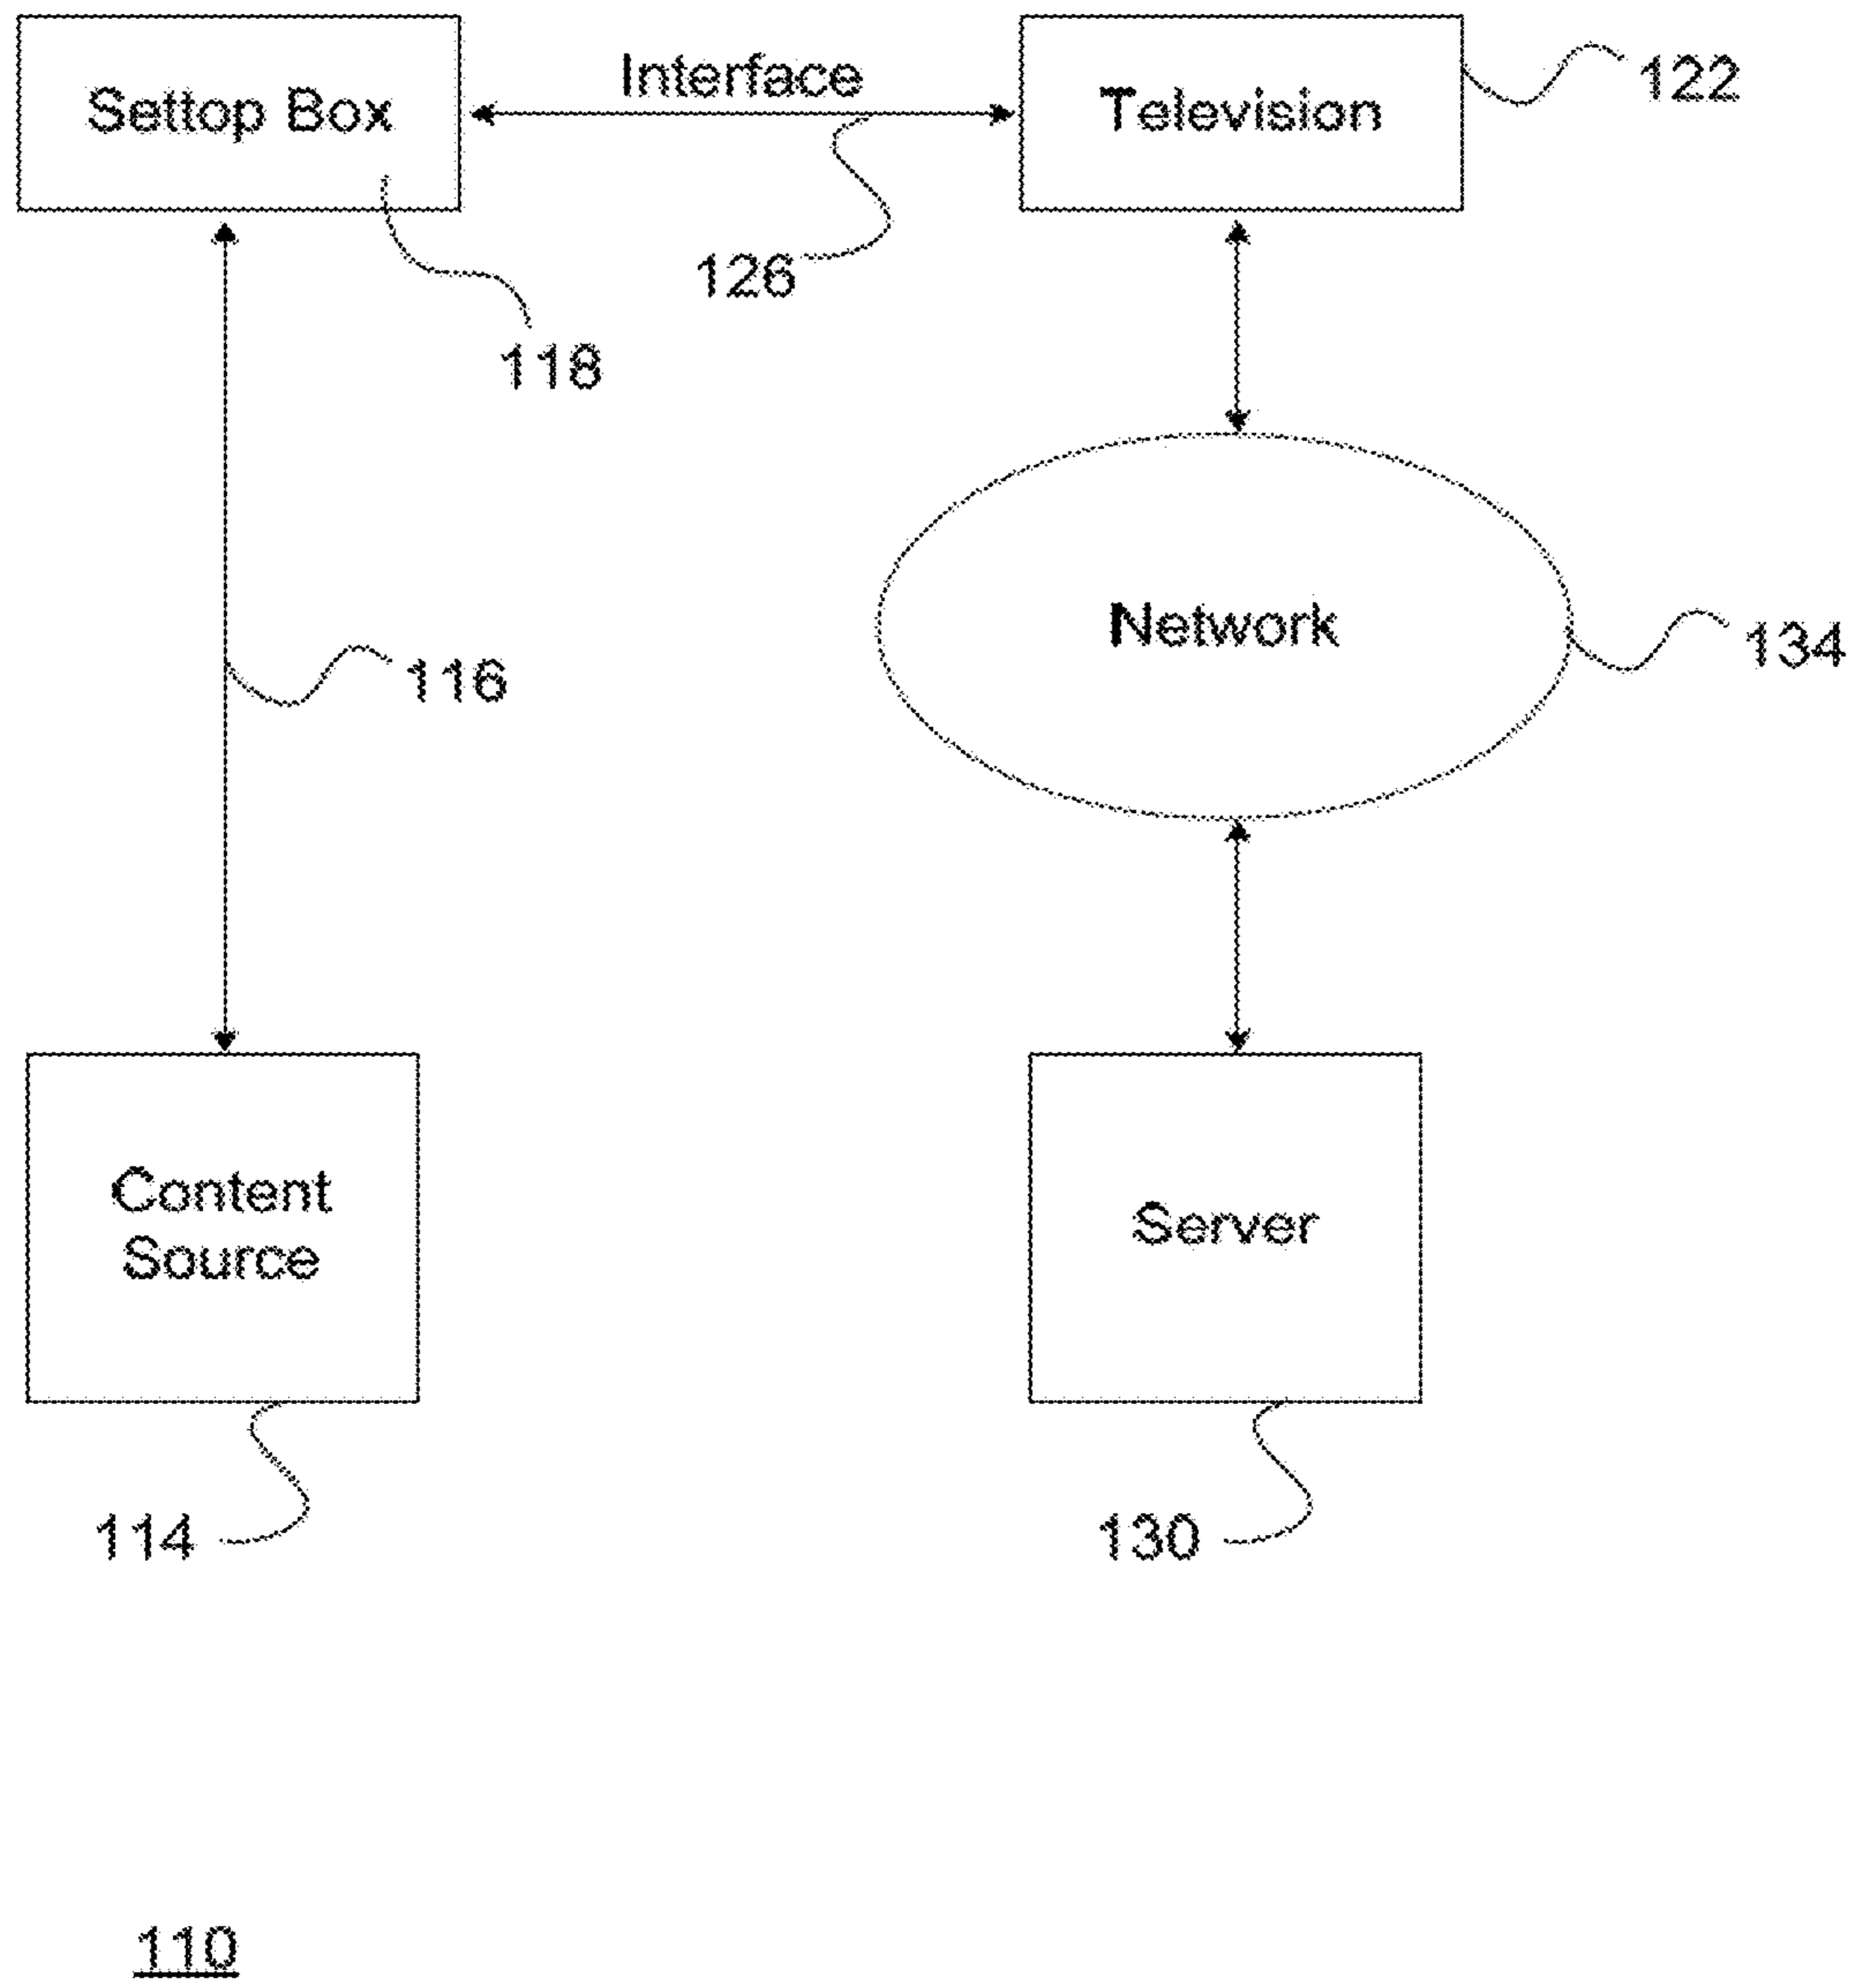 Settop Box
Interface
Television
122
126
118
Network
134
116
Content
Source
Server
114
130
110